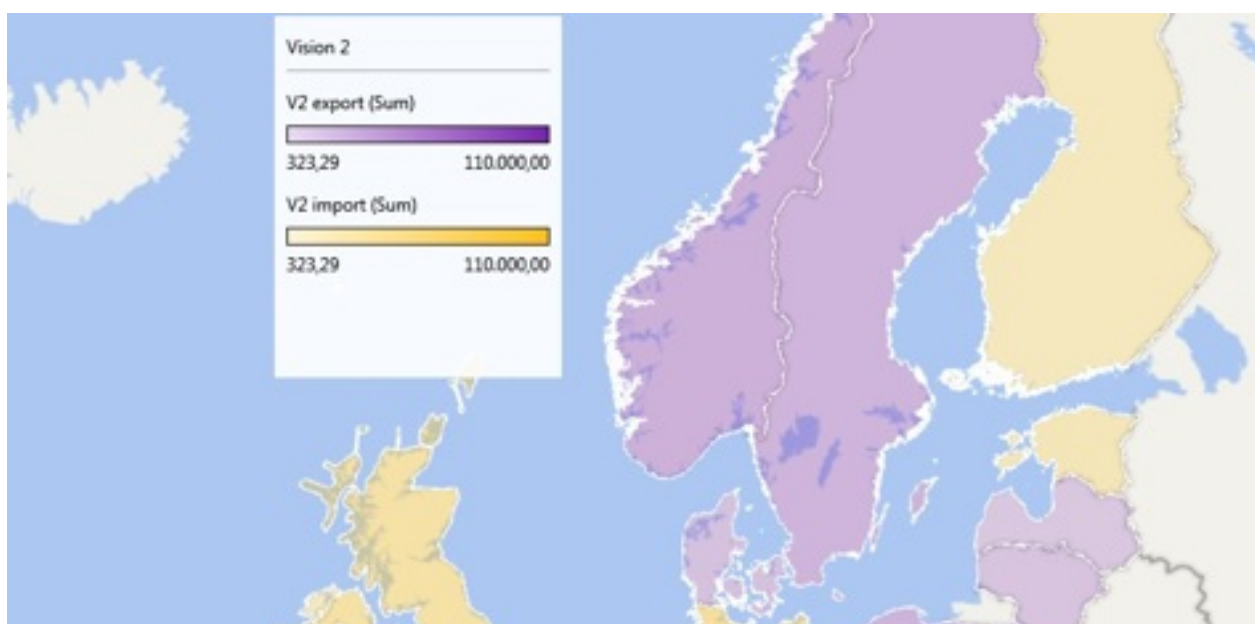 Vision 2
V2 export (Sum)
323,29 110.000,00
V2 import (Sum)
323,29 110.000,00